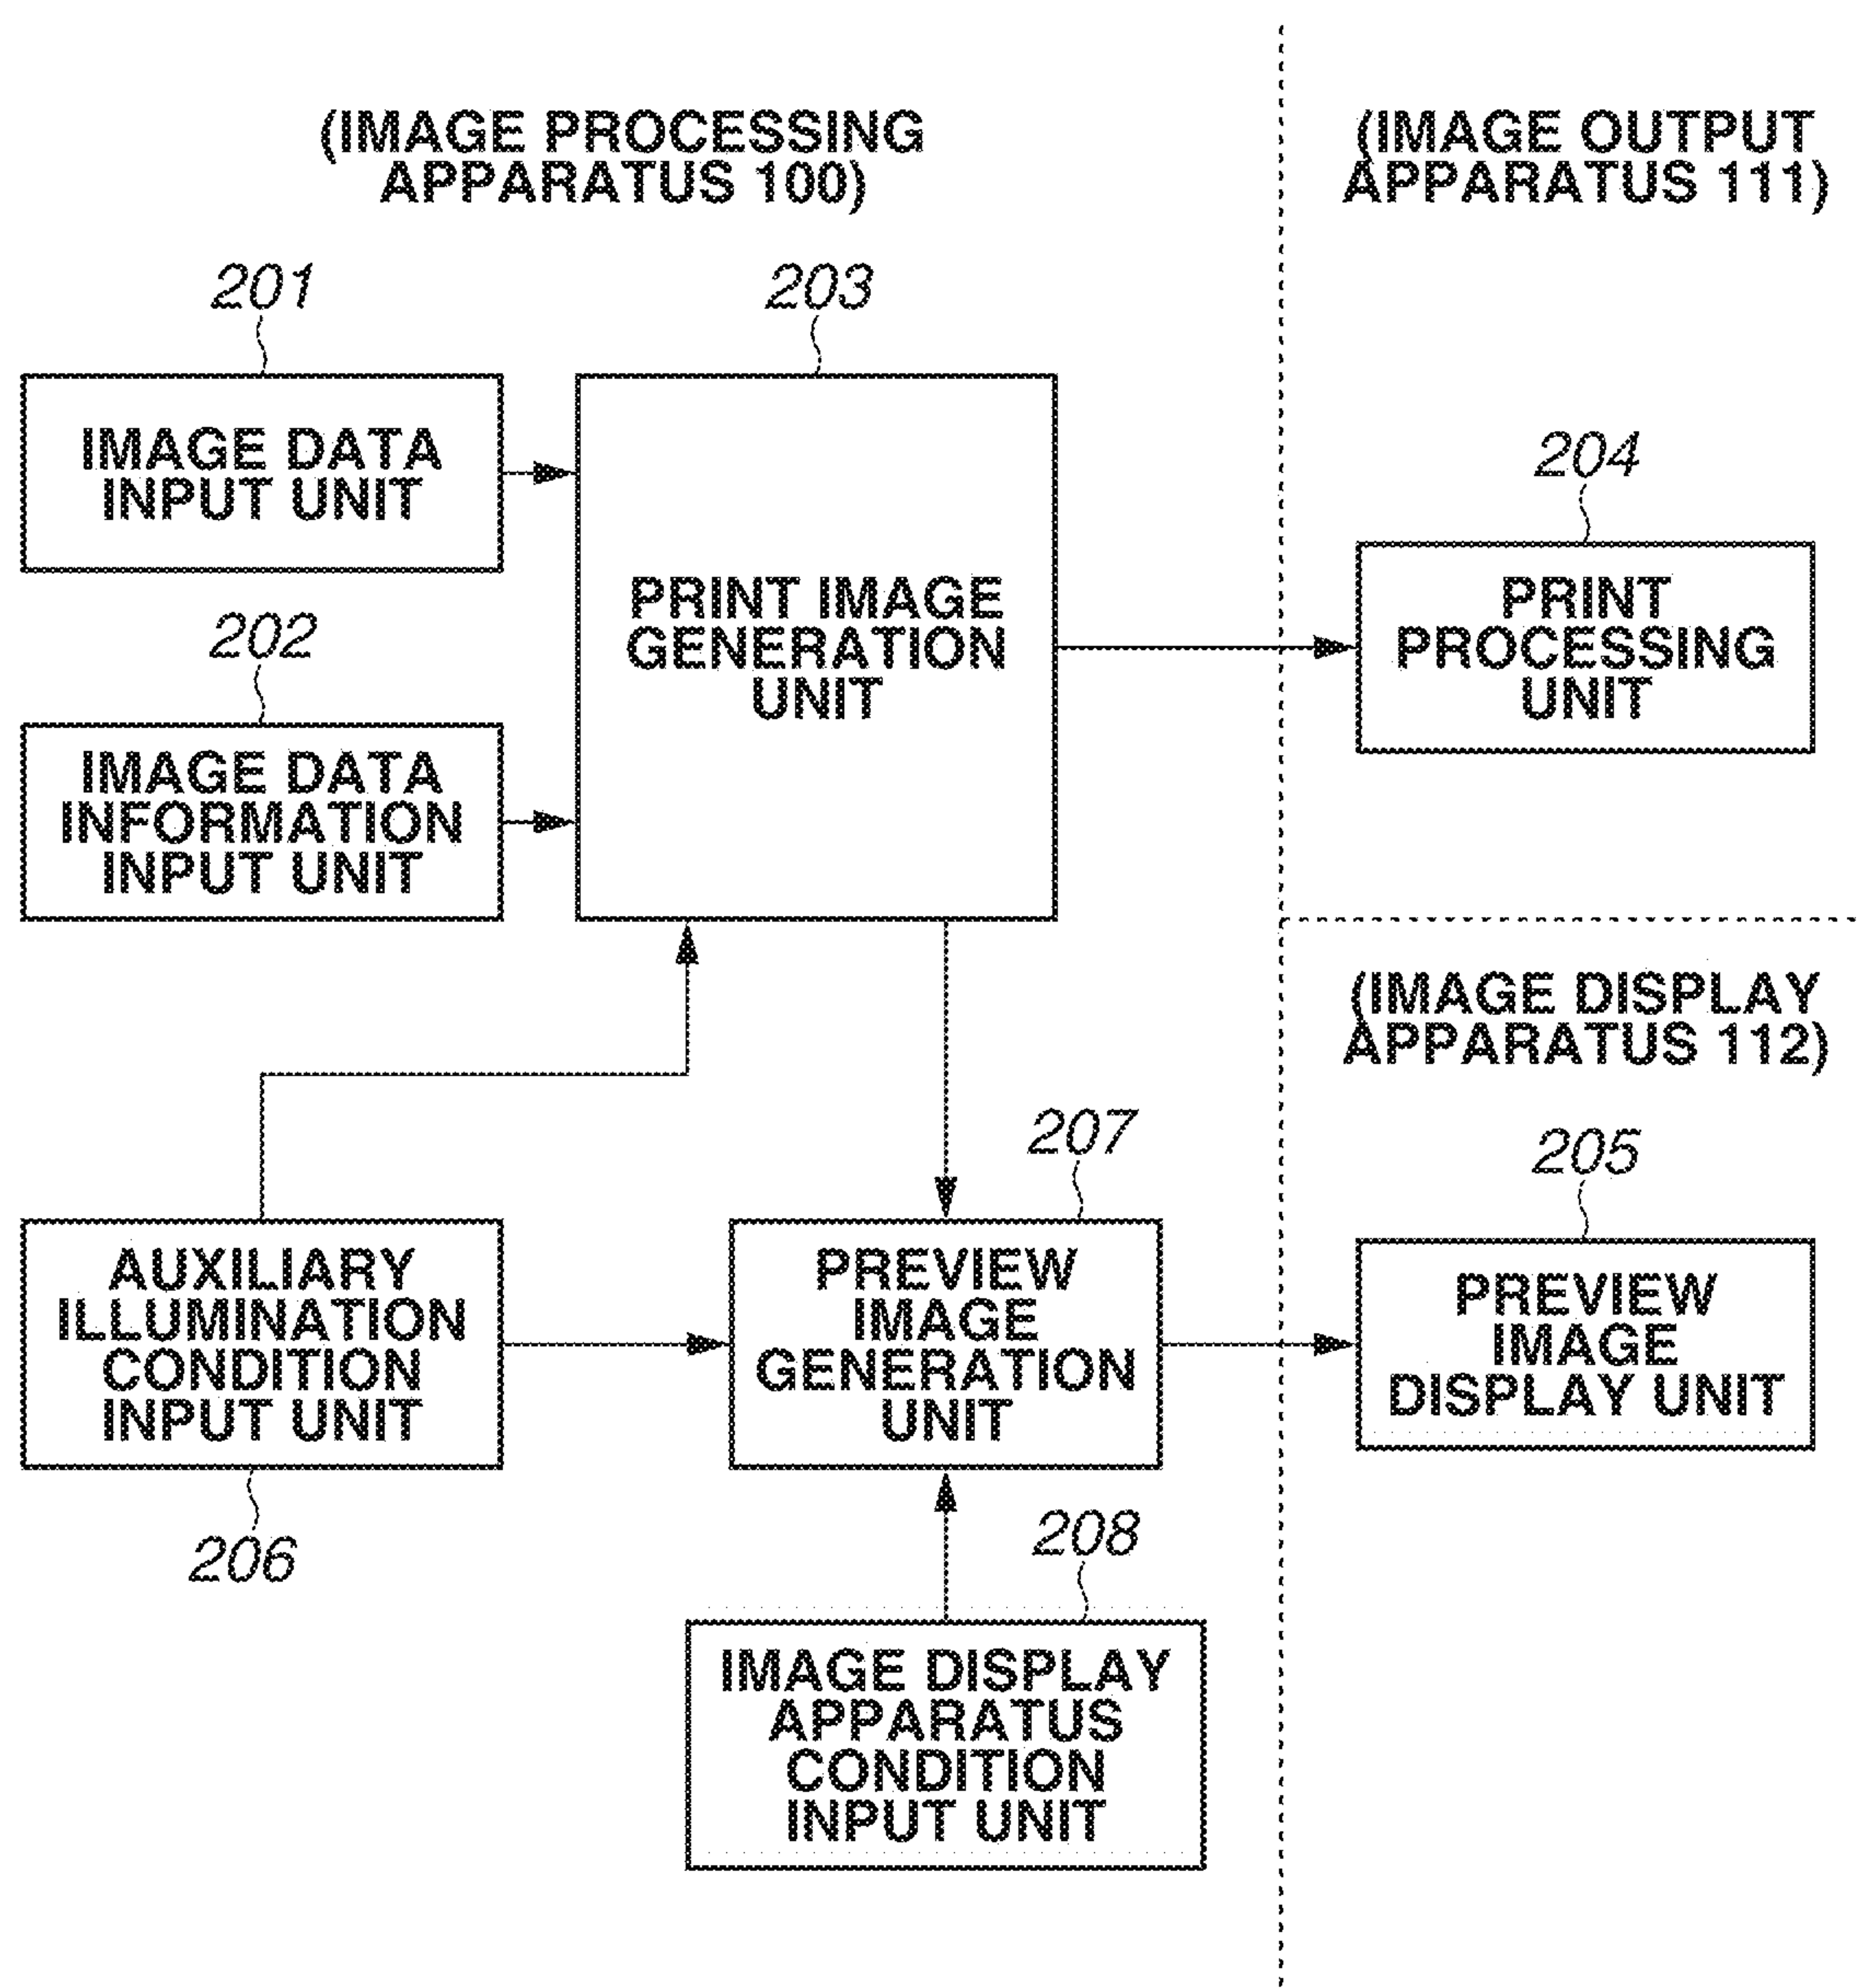 (IMAGE PROCESSING
APPARATUS 100)
(IMAGE OUTPUT
APPARATUS 111)
201
203
IMAGE DATA
INPUT UNIT
204
202
PRINT IMAGE
GENERATION
UNIT
PRINT
PROCESSING
UNIT
IMAGE DATA
INFORMATION
INPUT UNIT
(IMAGE DISPLAY
APPARATUS 112)
207
205
AUXILIARY
ILLUMINATION
CONDITION
INPUT UNIT
PREVIEW
IMAGE
GENERATION
UNIT
PREVIEW
IMAGE
DISPLAY UNIT
206
208
IMAGE DISPLAY
APPARATUS
CONDITION
INPUT UNIT